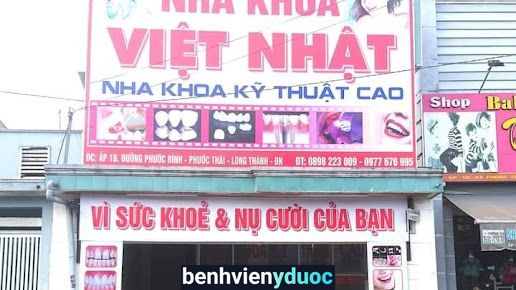 NHA KHOA
VIỆT NHẬT
NHA KHOA KỸ THUẬT CAO
ĐC: ẤP 1B, ĐƯỜNG PHƯỚC BÌNH - PHƯỚC THÁI - LONG THÀNH - ĐN ĐT: 0898 223 009 - 0977 676 995
Shop
VÌ SỨC KHOẺ & NỤ CƯỜI CỦA BẠN
benhvienyduoc